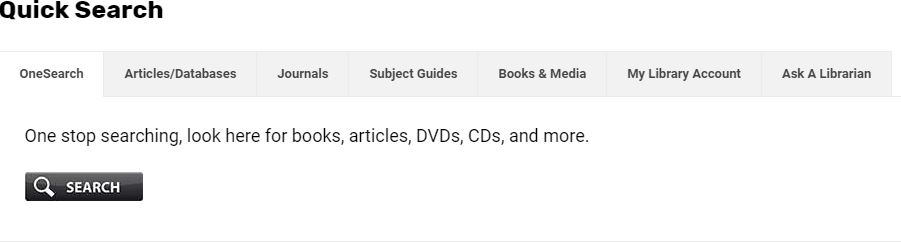 Quick Search
OneSearch Articles/Databases Journals Subject Guides Books & Media My Library Account Ask A Librarian
One stop searching, look here for books, articles, DVDs, CDs, and more.
SEARCH